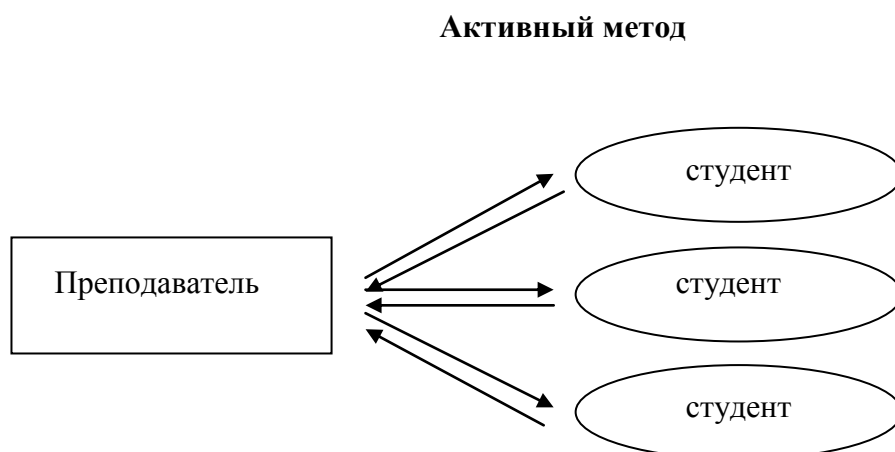 Активный метод
студент
Преподаватель
студент
студент